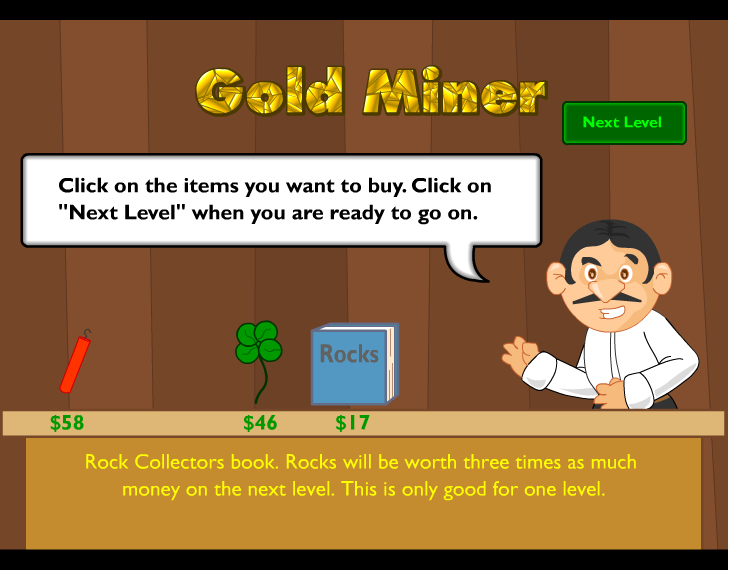 Gold Miner
Next Level
Click on the items you want to buy. Click on
"Next Level" when you are ready to go on.
Rocks
$58
$46
$17
Rock Collectors book. Rocks will be worth three times as much
money on the next level. This is only good for one level.